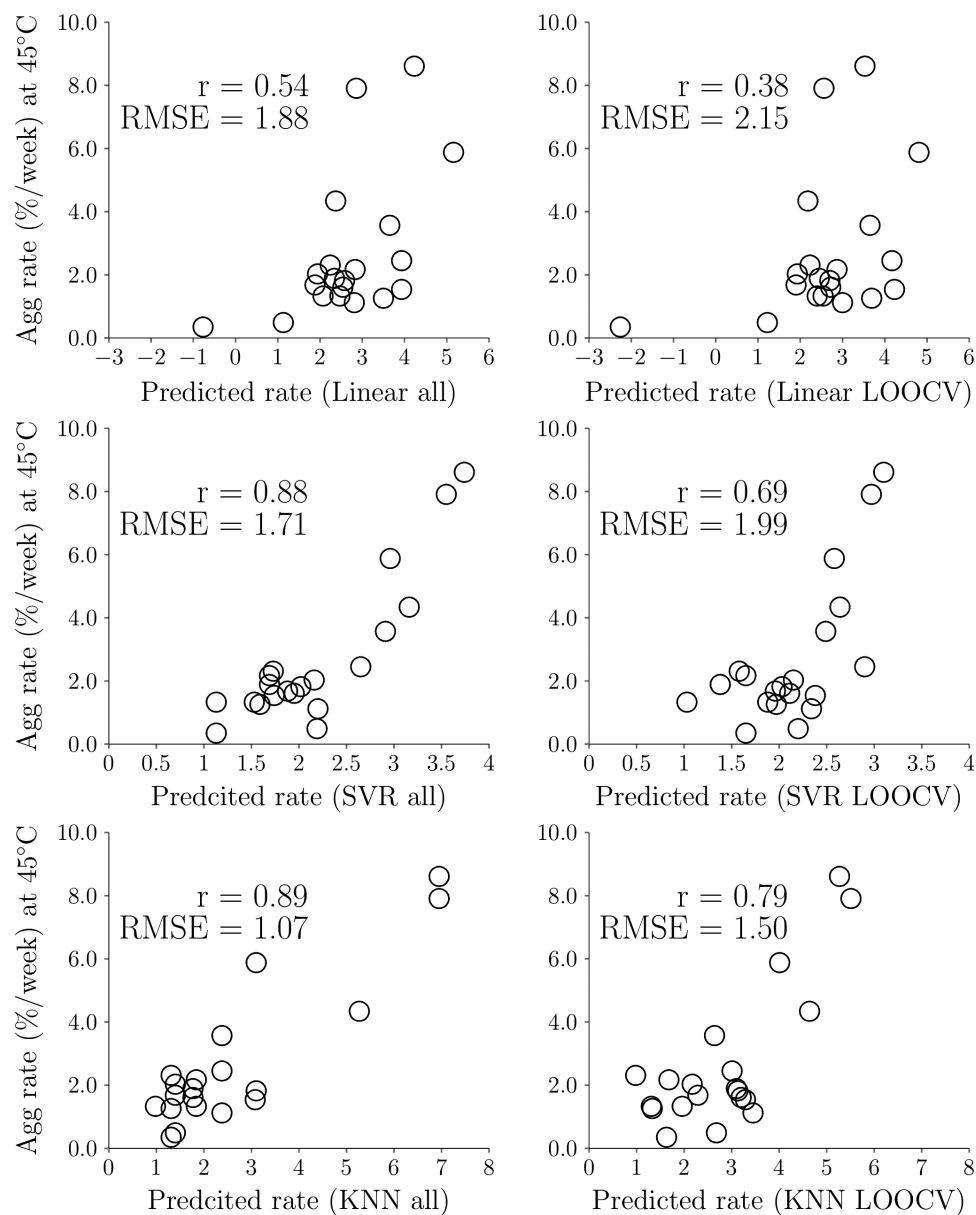 Agg rate (%/week) at 45°C
10.0
8.0
6.0
4.0
2.0
0.0
r = 0.54
RMSE = 1.88
−3 −2 −1 0 1 2 3 4 5 6
Predicted rate (Linear all)
10.0
8.0
6.0
4.0
2.0
0.0
r = 0.38
RMSE = 2.15
−3 −2 −1 0 1 2 3 4 5 6
Predicted rate (Linear LOOCV)
Agg rate (%/week) at 45°C
10.0
8.0
6.0
4.0
2.0
0.0
r = 0.88
RMSE = 1.71
0 0.5 1 1.5 2 2.5 3 3.5 4
Predcited rate (SVR all)
10.0
8.0
6.0
4.0
2.0
0.0
r = 0.69
RMSE = 1.99
0 0.5 1 1.5 2 2.5 3 3.5 4
Predicted rate (SVR LOOCV)
Agg rate (%/week) at 45°C
10.0
8.0
6.0
4.0
2.0
0.0
r = 0.89
RMSE = 1.07
0 1 2 3 4 5 6 7 8
Predcited rate (KNN all)
10.0
8.0
6.0
4.0
2.0
0.0
r = 0.79
RMSE = 1.50
0 1 2 3 4 5 6 7 8
Predicted rate (KNN LOOCV)